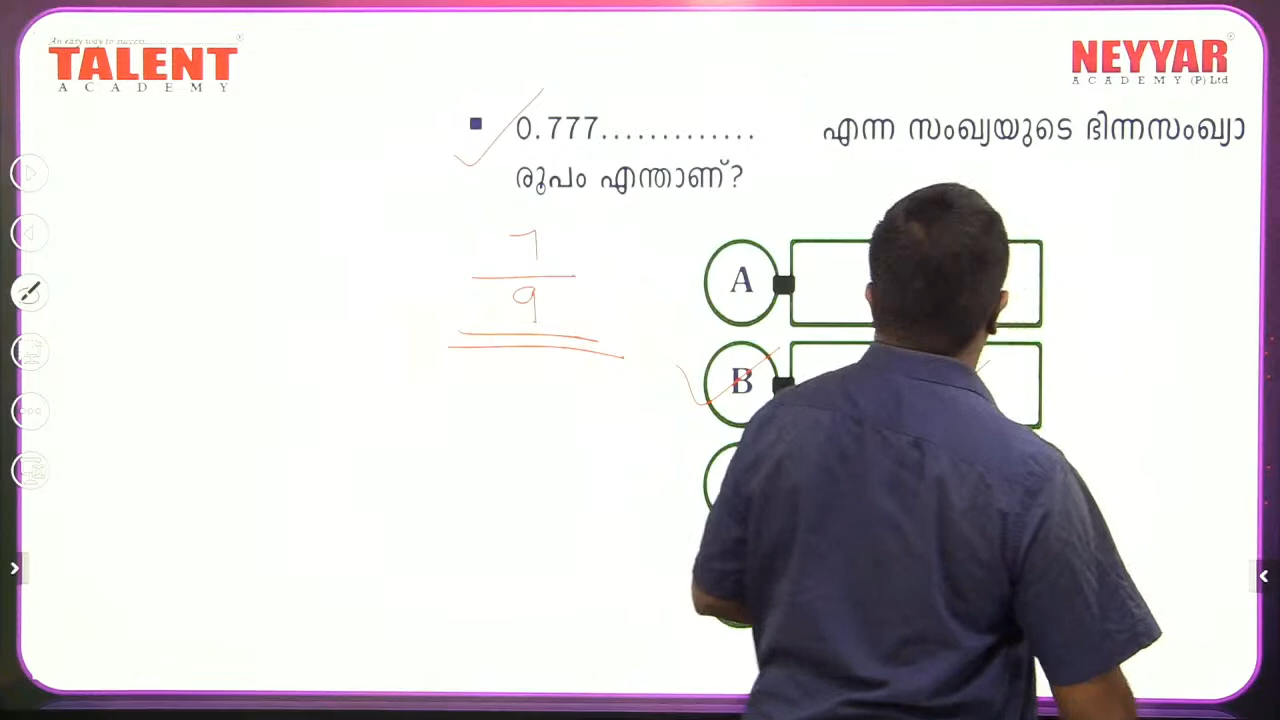 An easy way to success
TALENT
ACADEMY
NEYYAR
ACADEMY (P) Ltd
0.777............. എന്ന സംഖ്യയുടെ ഭിന്നസംഖ്യാ
രൂപം എന്താണ്?
7
9
A
B